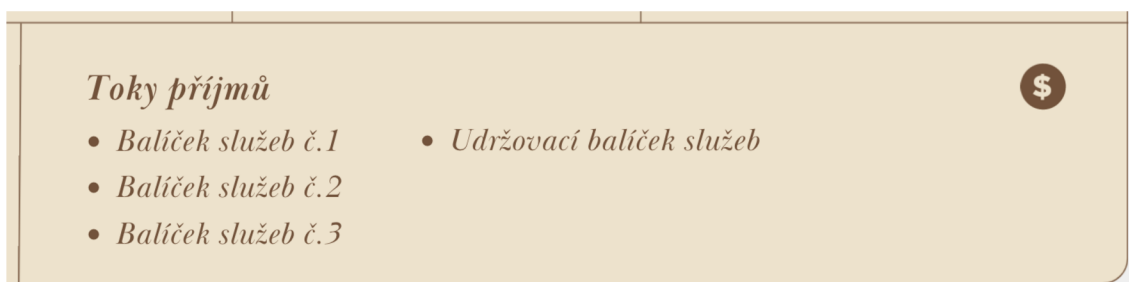 Toky příjmů
$
• Balíček služeb č.1
• Balíček služeb č.2
• Balíček služeb č.3
• Udržovací balíček služeb